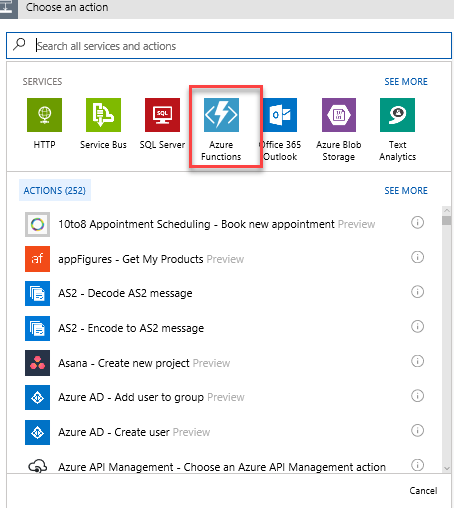 Choose an action
Search all services and actions
SERVICES
SEE MORE
HTTP
Service Bus
SQL
SQL Server
Azure
Functions
Office 365
Outlook
Azure Blob
Storage
Text
Analytics
ACTIONS (252)
SEE MORE
10to8 Appointment Scheduling - Book new appointment Preview
af
appFigures - Get My Products Preview
AS2 - Decode AS2 message
AS2 - Encode to AS2 message
Asana - Create new project Preview
Azure AD - Add user to group Preview
Azure AD - Create user Preview
Azure API Management - Choose an Azure API Management action
Cancel